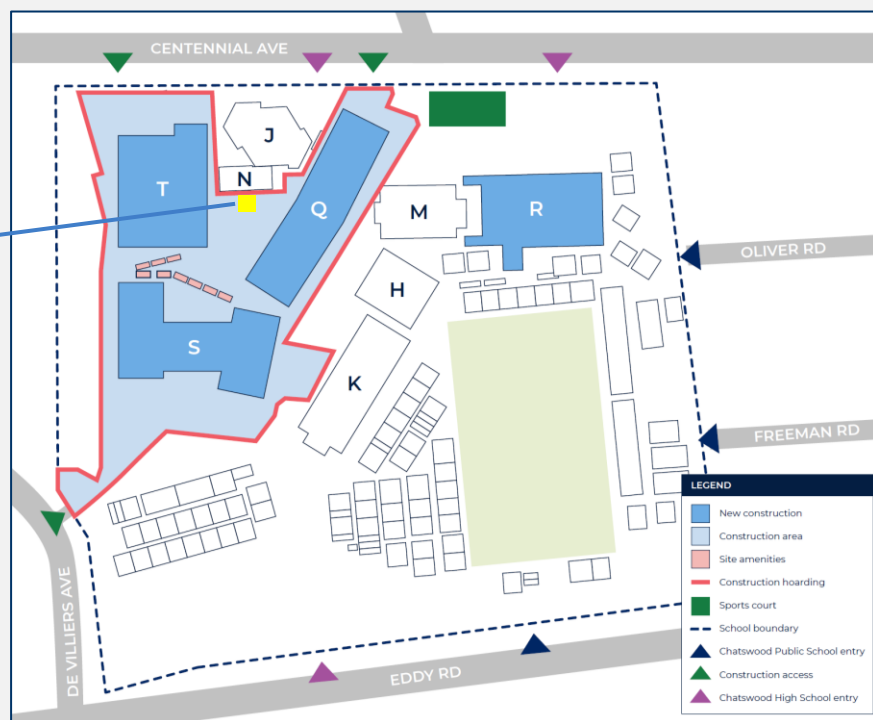 CENTENNIAL AVE
J
N
T
Q
M
R
OLIVER RD
H
S
K
FREEMAN RD
DE VILLIERS AVE
EDDY RD
LEGEND
New construction
Construction area
Site amenities
Construction hoarding
Sports court
School boundary
Chatswood Public School entry
Construction access
Chatswood High School entry